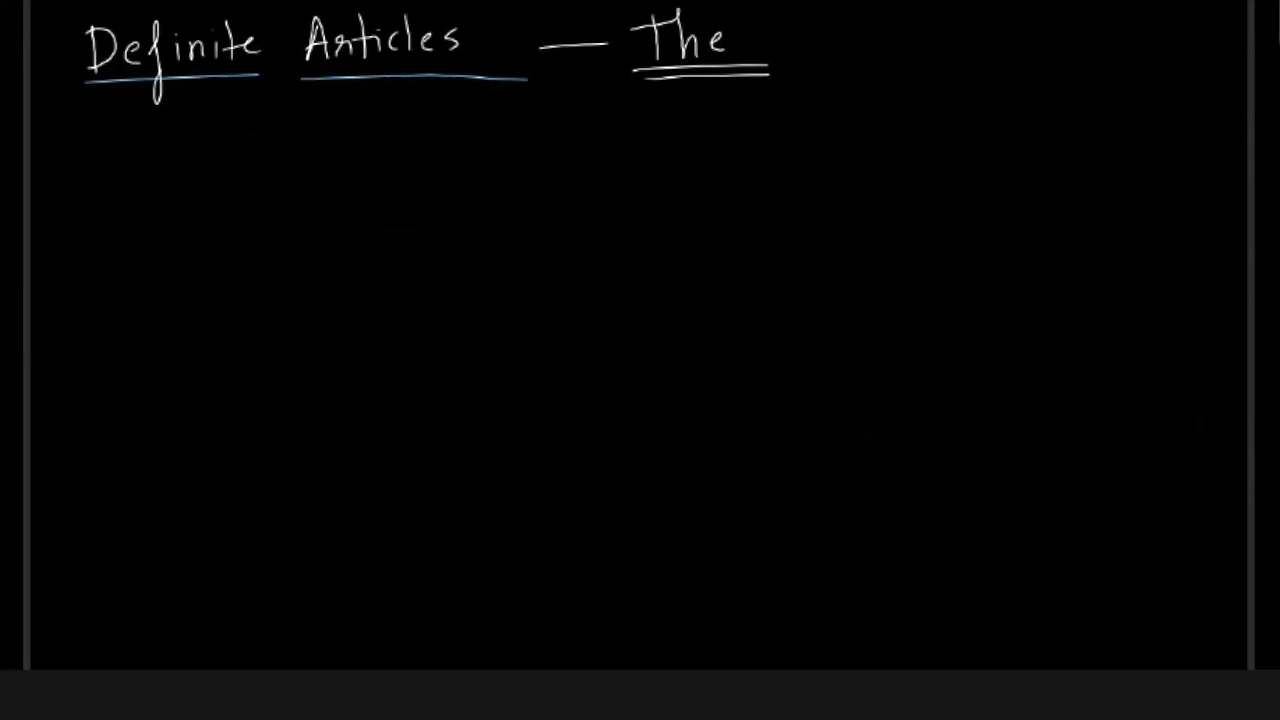 Definite Articles — The